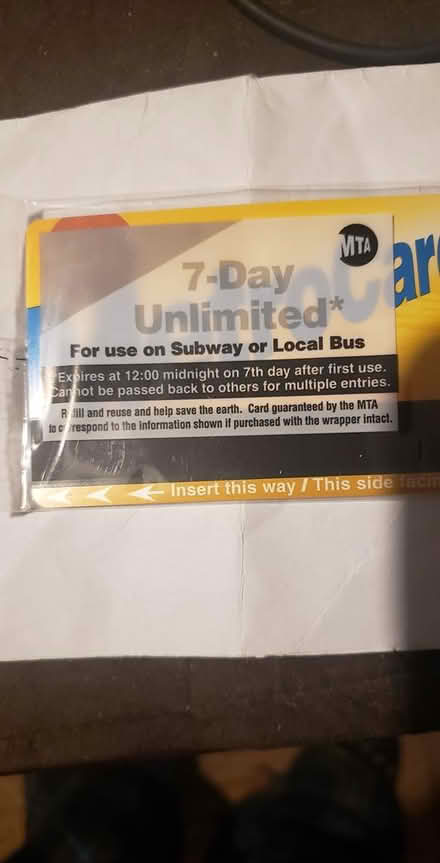 MTA
7-Day
Unlimited*
For use on Subway or Local Bus
Expires at 12:00 midnight on 7th day after first use.
Cannot be passed back to others for multiple entries.
Refill and reuse and help save the earth. Card guaranteed by the MTA
to correspond to the information shown if purchased with the wrapper intact.
Insert this way / This side facin